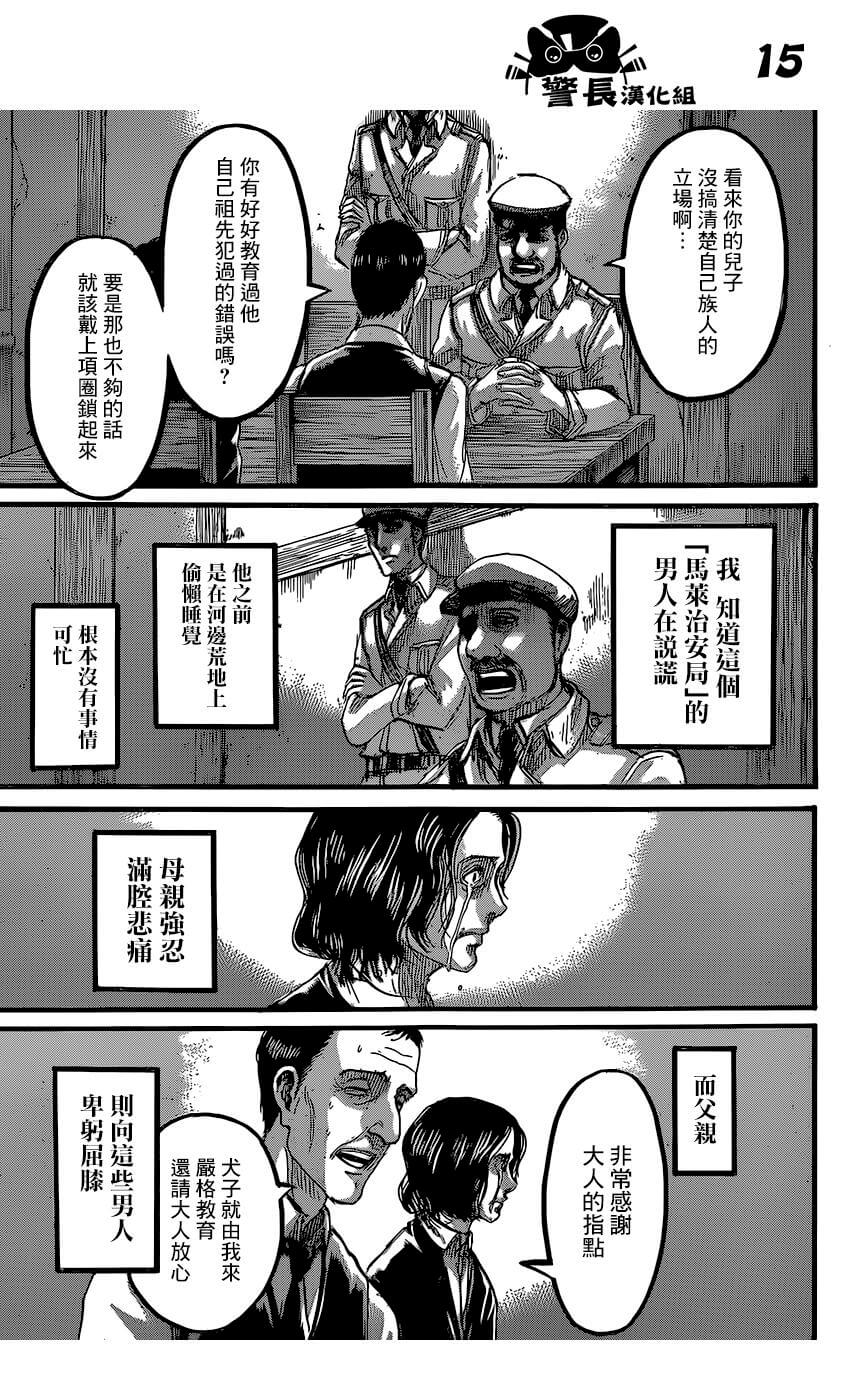 警長漢化組
15
看來你的兒子
沒搞清楚自己族人的
立場啊…
你有好好教育過他
自己祖先犯過的錯誤嗎?
要是那也不夠的話
就該戴上項圈鎖起來
我 知道這個
「馬萊治安局」的
男人在説謊
他之前
是在河邊荒地上
偷懶睡覺
根本沒有事情
可忙
母親強忍
滿腔悲痛
而父親
非常感謝
大人的指點
犬子就由我來
嚴格教育
還請大人放心
則向這些男人
卑躬屈膝